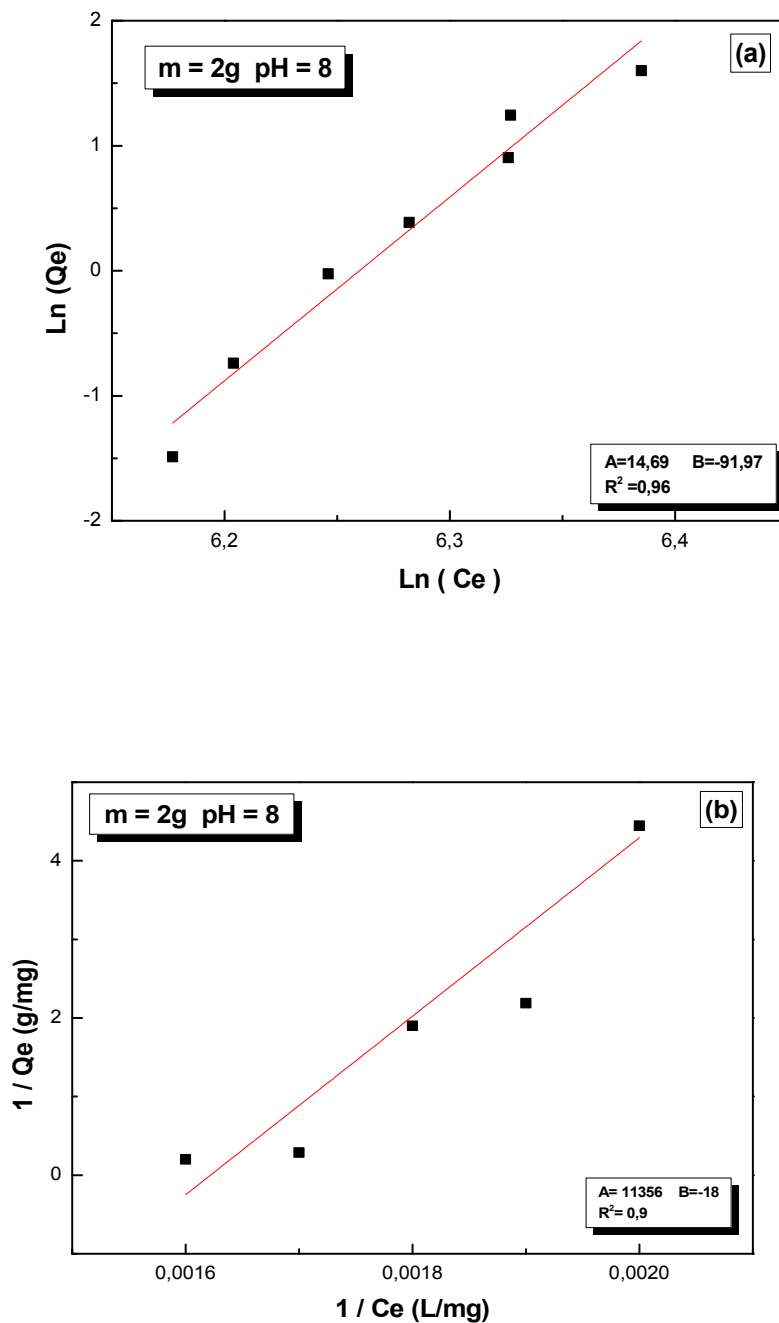 2
(a)
m = 2g pH = 8
1
0
-1
-2
Ln (Qe)
A=14,69 B=-91,97
R² =0,96
6,2 6,3 6,4
Ln ( Ce )
m = 2g pH = 8
(b)
4
2
0
1 / Qe (g/mg)
A= 11356 B=-18
R²= 0,9
0,0016 0,0018 0,0020
1 / Ce (L/mg)